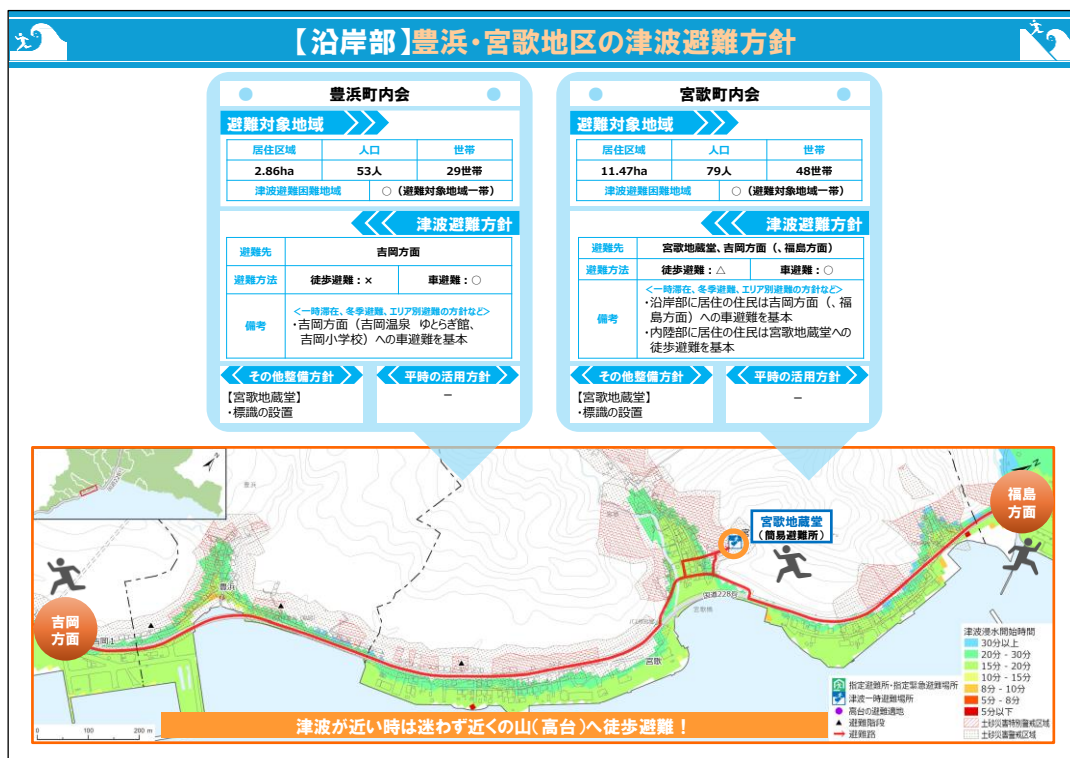 【沿岸部】豊浜・宮歌地区の津波避難方針
豊浜町内会
避難対象地域
居住区域 人口 世帯
2.86ha 53人 29世帯
津波避難困難地域 ○（避難対象地域一帯）
津波避難方針
避難先 吉岡方面
避難方法 徒歩避難：× 車避難：○
備考
＜一時滞在、冬季避難、エリア別避難の方針など＞
・吉岡方面（吉岡温泉 ゆとらぎ館、
吉岡小学校）への車避難を基本
その他整備方針 平時の活用方針
【宮歌地蔵堂】 －
・標識の設置
宮歌町内会
避難対象地域
居住区域 人口 世帯
11.47ha 79人 48世帯
津波避難困難地域 ○（避難対象地域一帯）
津波避難方針
避難先 宮歌地蔵堂、吉岡方面（、福島方面）
避難方法 徒歩避難：△ 車避難：○
備考
＜一時滞在、冬季避難、エリア別避難の方針など＞
・沿岸部に居住の住民は吉岡方面（、福
島方面）への車避難を基本
・内陸部に居住の住民は宮歌地蔵堂への
徒歩避難を基本
その他整備方針 平時の活用方針
【宮歌地蔵堂】 －
・標識の設置
福島
方面
宮歌地蔵堂
（簡易避難所）
豊浜
宮歌
豊浜
国道228号
宮歌橋
吉岡
方面
吉岡1
宮歌
津波浸水開始時間
30分以上
20分 - 30分
15分 - 20分
10分 - 15分
8分 - 10分
5分 - 8分
5分以下
土砂災害特別警戒区域
土砂災害警戒区域
指定避難所・指定緊急避難場所
津波一時避難場所
高台の避難適地
避難階段
避難路
津波が近い時は迷わず近くの山（高台）へ徒歩避難！
0 100 200 m